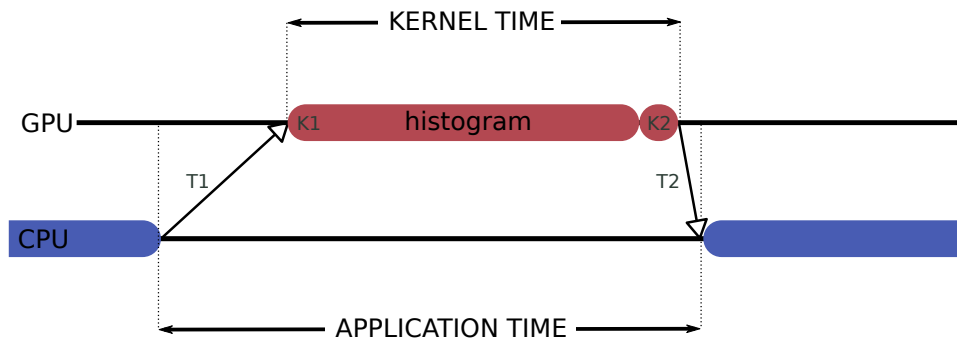 KERNEL TIME
GPU
K1
histogram
K2
T1
T2
CPU
APPLICATION TIME